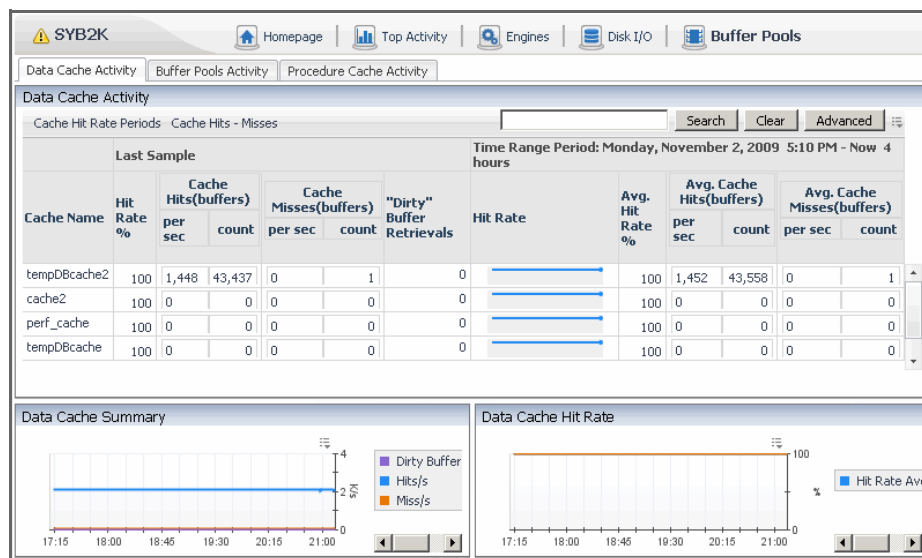 SYB2K Homepage Top Activity Engines Disk I/O Buffer Pools
Data Cache Activity Buffer Pools Activity Procedure Cache Activity
Data Cache Activity
Cache Hit Rate Periods Cache Hits - Misses Search Clear Advanced
Last Sample
Time Range Period: Monday, November 2, 2009 5:10 PM - Now 4
hours
Cache Name
Hit
Rate
%
Cache
Hits(buffers)
per
sec
count
Cache
Misses(buffers)
per sec
count
"Dirty"
Buffer
Retrievals
Hit Rate
Avg.
Hit
Rate
%
Avg. Cache
Hits(buffers)
per
sec
count
Avg. Cache
Misses(buffers)
per sec
count
tempDBcache2 100 1,448 43,437 0 1 0 100 1,452 43,558 0 1
cache2 100 0 0 0 0 0 100 0 0 0 0
perf_cache 100 0 0 0 0 0 100 0 0 0 0
tempDBcache 100 0 0 0 0 0 100 0 0 0 0
Data Cache Summary
4
2
0
K/s
17:15 18:00 18:45 19:30 20:15 21:00
Dirty Buffer
Hits/s
Miss/s
Data Cache Hit Rate
100
0
%
17:15 18:00 18:45 19:30 20:15 21:00
Hit Rate Av